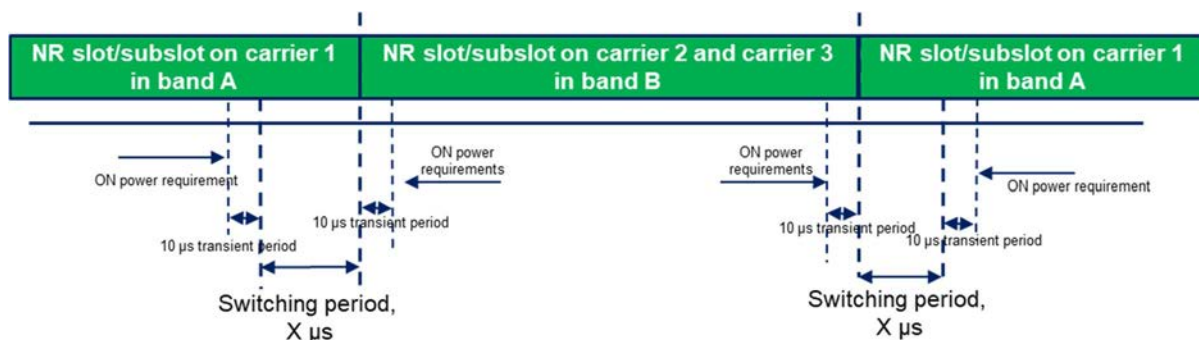 NR slot/subslot on carrier 1
in band A
NR slot/subslot on carrier 2 and carrier 3
in band B
NR slot/subslot on carrier 1
in band A
ON power requirement
10 µs transient period
ON power
requirements
10 µs transient period
Switching period,
X µs
ON power
requirements
10 µs transient period
ON power requirement
10 µs transient period
Switching period,
X µs